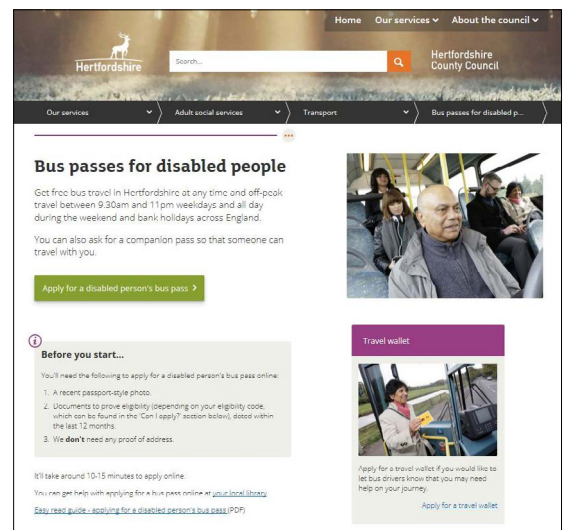 Home Our services About the council
Hertfordshire
Search...
Hertfordshire
County Council
Our services Adult social services Transport Bus passes for disabled p...
Bus passes for disabled people
Get free bus travel in Hertfordshire at any time and off-peak
travel between 9.30am and 11pm weekdays and all day
during the weekend and bank holidays across England.
You can also ask for a companion pass so that someone can
travel with you.
Apply for a disabled person's bus pass
Before you start...
You'll need the following to apply for a disabled person's bus pass online:
1. A recent passport-style photo.
2. Documents to prove eligibility (depending on your eligibility code,
which can be found in the 'Can I apply?' section below), dated within
the last 12 months.
3. We don't need any proof of address.
It'll take around 10-15 minutes to apply online.
You can get help with applying for a bus pass online at your local library
Easy read guide - applying for a disabled person's bus pass (PDF)
Travel wallet
Apply for a travel wallet if you would like to
let bus drivers know that you may need
help on your journey.
Apply for a travel wallet